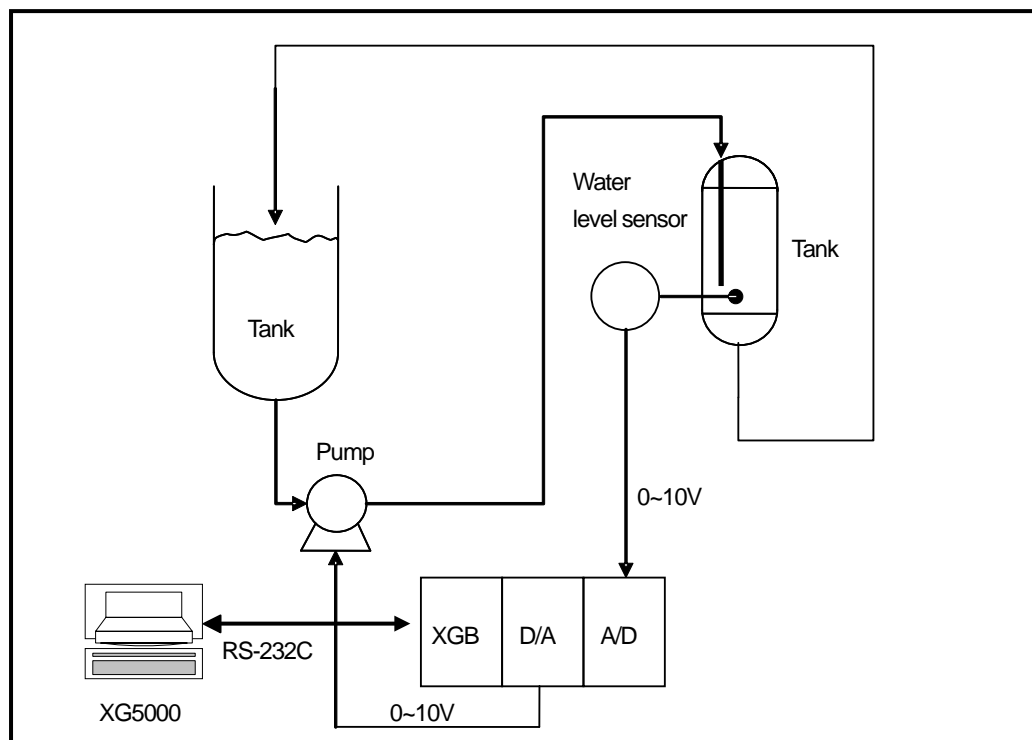 Water
level sensor
Tank
Tank
Pump
0~10V
XGB
D/A
A/D
RS-232C
XG5000
0~10V